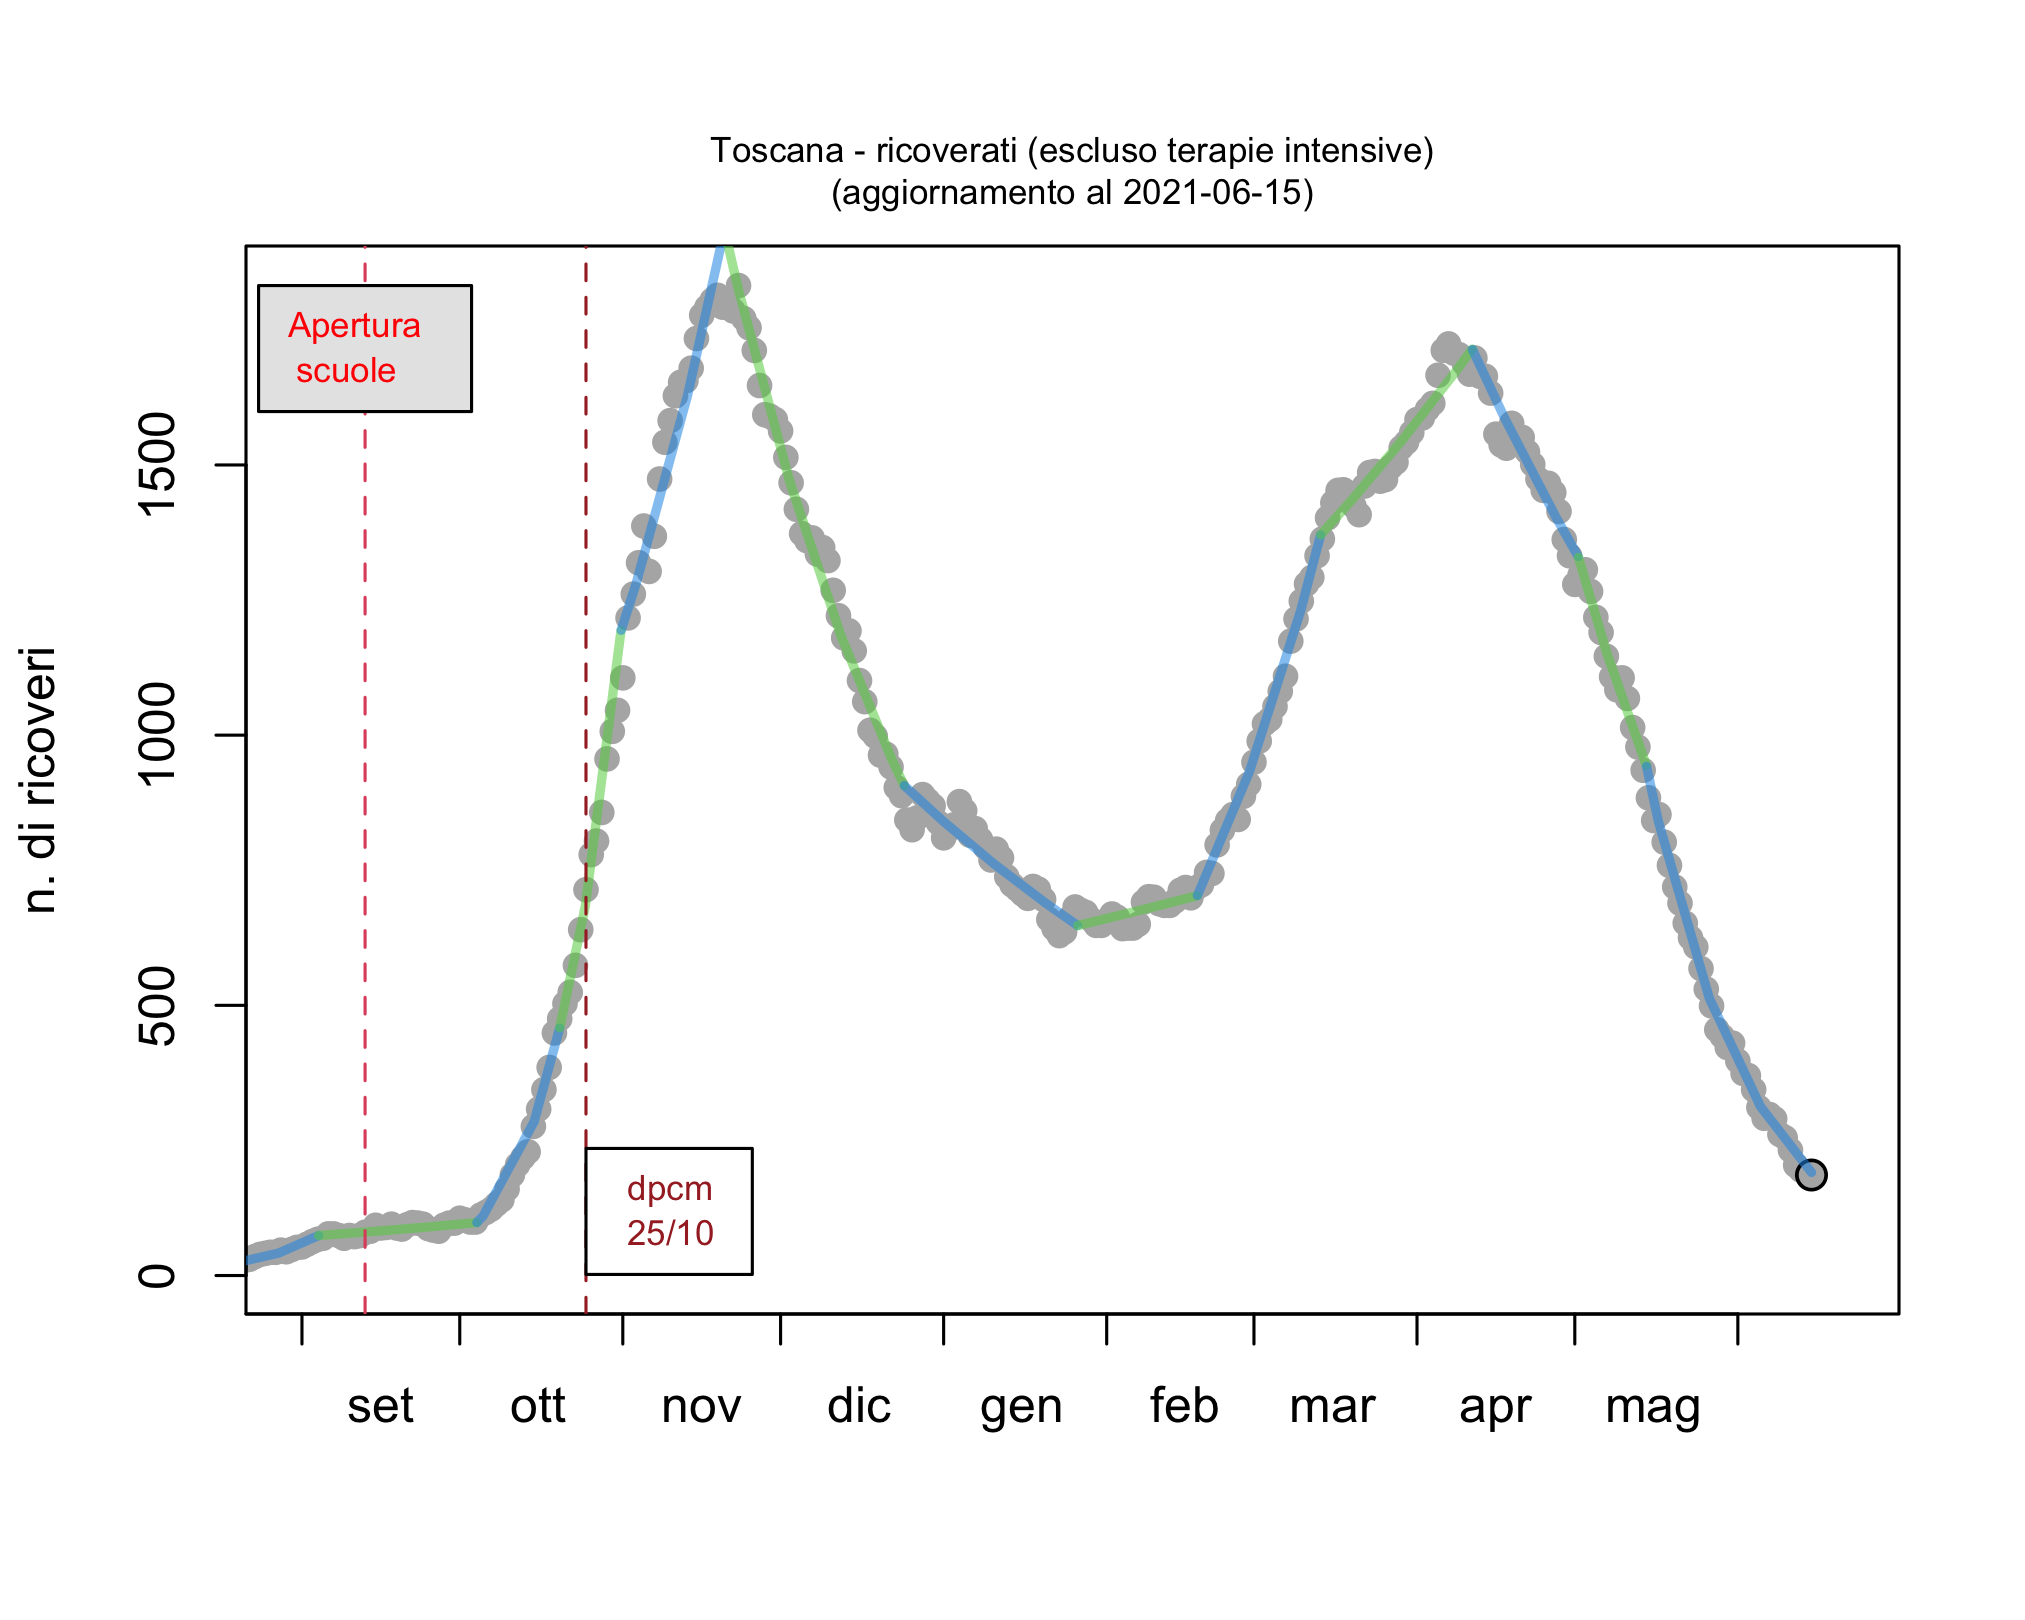 Toscana - ricoverati (escluso terapie intensive)
(aggiornamento al 2021-06-15)
Apertura
scuole
n. di ricoveri
1500
1000
500
0
dpcm
25/10
set ott nov dic gen feb mar apr mag